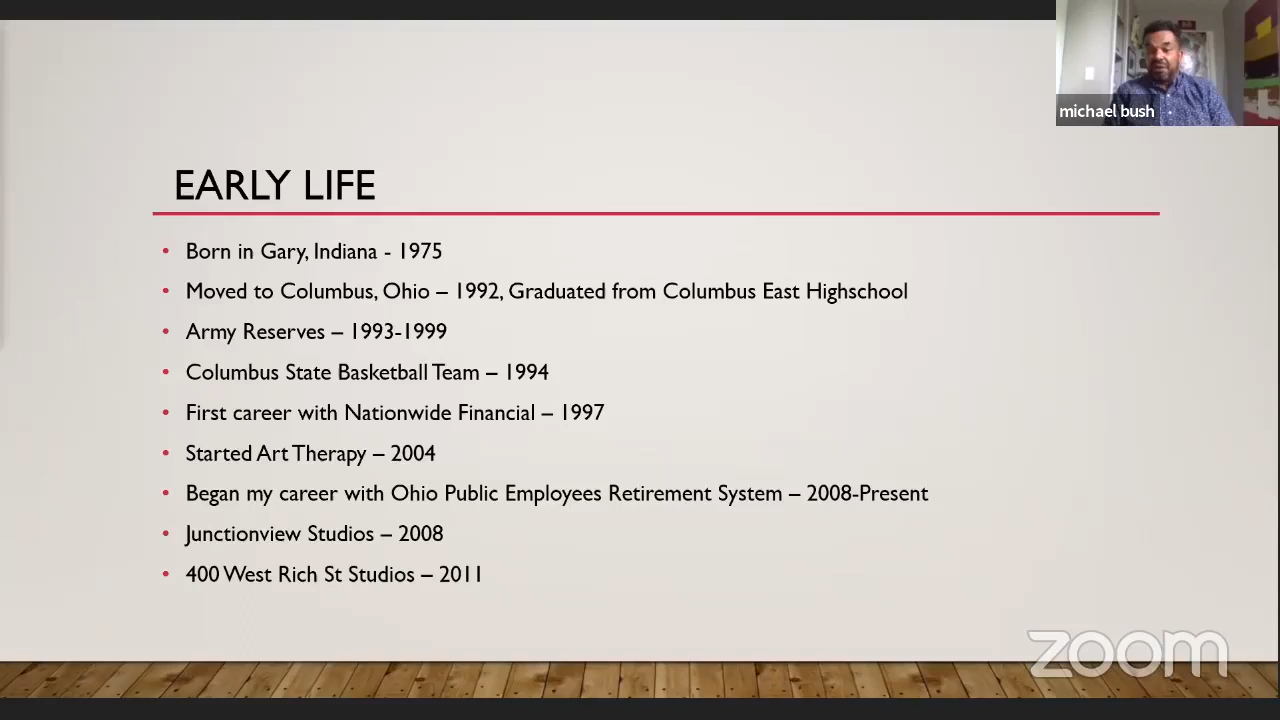 michael bush
EARLY LIFE
• Born in Gary, Indiana - 1975
• Moved to Columbus, Ohio – 1992, Graduated from Columbus East Highschool
• Army Reserves – 1993-1999
• Columbus State Basketball Team – 1994
• First career with Nationwide Financial – 1997
• Started Art Therapy – 2004
• Began my career with Ohio Public Employees Retirement System – 2008-Present
• Junctionview Studios – 2008
• 400 West Rich St Studios – 2011
zoom